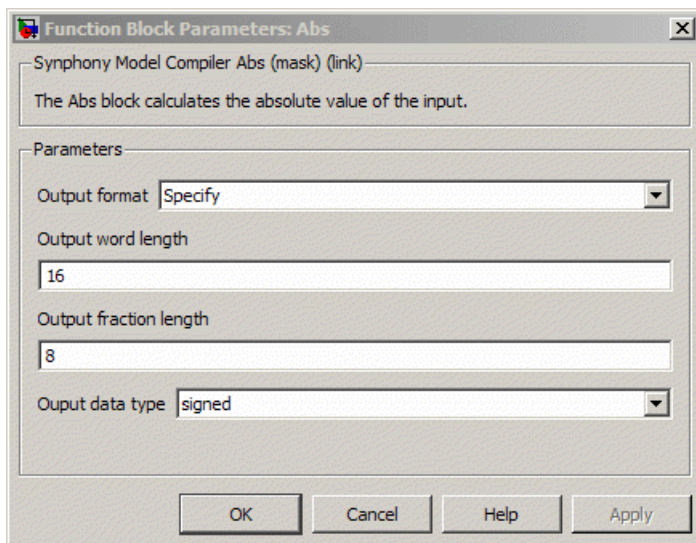 Function Block Parameters: Abs
Synphony Model Compiler Abs (mask) (link)
The Abs block calculates the absolute value of the input.
Parameters
Output format Specify
Output word length
16
Output fraction length
8
Ouput data type signed
OK Cancel Help Apply